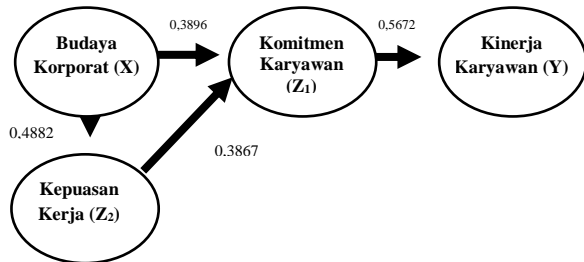 Budaya
Korporat (X)
0,3896
Komitmen
Karyawan
(Z₁)
0,5672
Kinerja
Karyawan (Y)
0,4882
0,3867
Kepuasan
Kerja (Z₂)